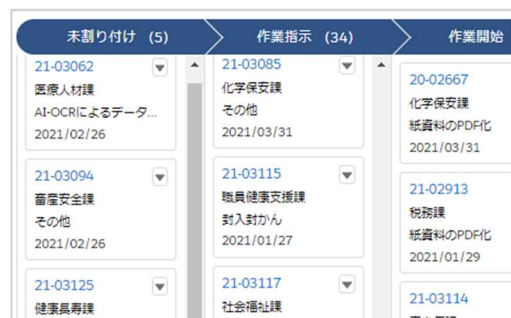 未割り付け (5)
作業指示 (34)
作業開始
21-03062
医療人材課
AI-OCRによるデータ...
2021/02/26
21-03094
畜産安全課
その他
2021/02/26
21-03125
健康長寿課
21-03085
化学保安課
その他
2021/03/31
21-03115
職員健康支援課
封入封かん
2021/01/27
21-03117
社会福祉課
20-02667
化学保安課
紙資料のPDF化
2021/03/31
21-02913
税務課
紙資料のPDF化
2021/01/29
21-03114